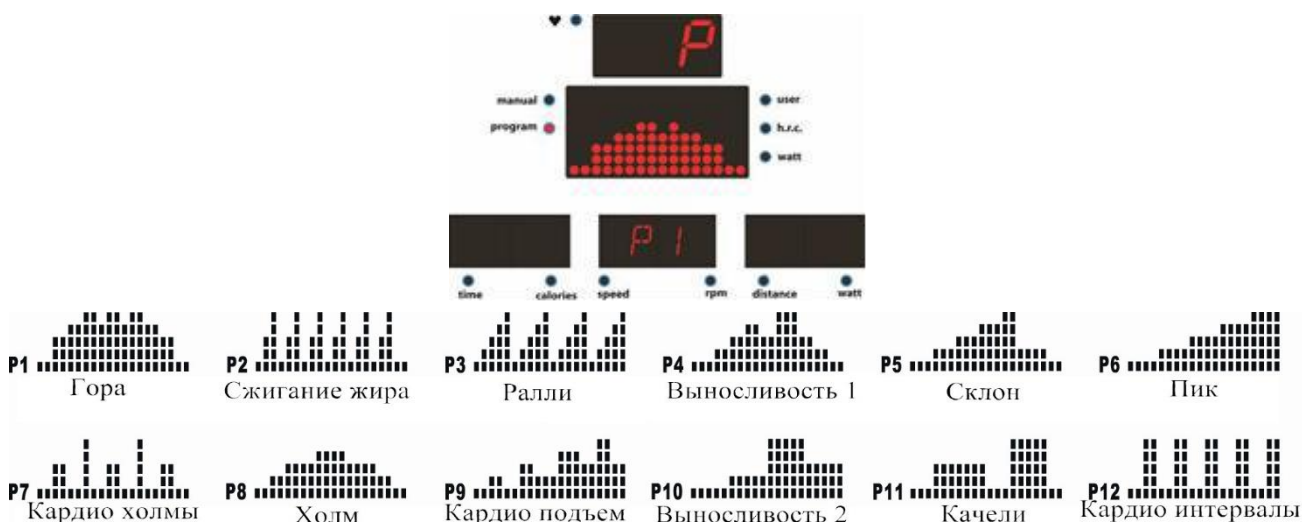 P
manual user
program h.r.c.
watt
P1
time calories speed rpm distance watt
P1 P2 P3 P4 P5 P6
Гора Сжигание жира Ралли Выносливость 1 Склон Пик
P7 P8 P9 P10 P11 P12
Кардио холмы Холм Кардио подъем Выносливость 2 Качели Кардио интервалы